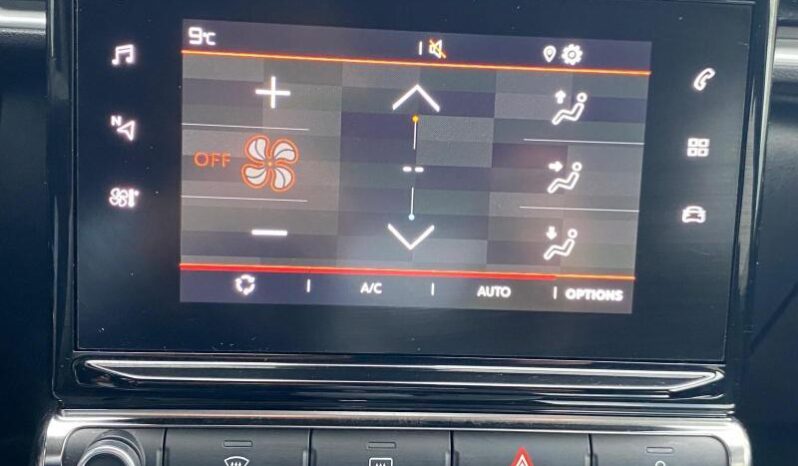 9°C
N
OFF
--
A/C
AUTO
OPTIONS